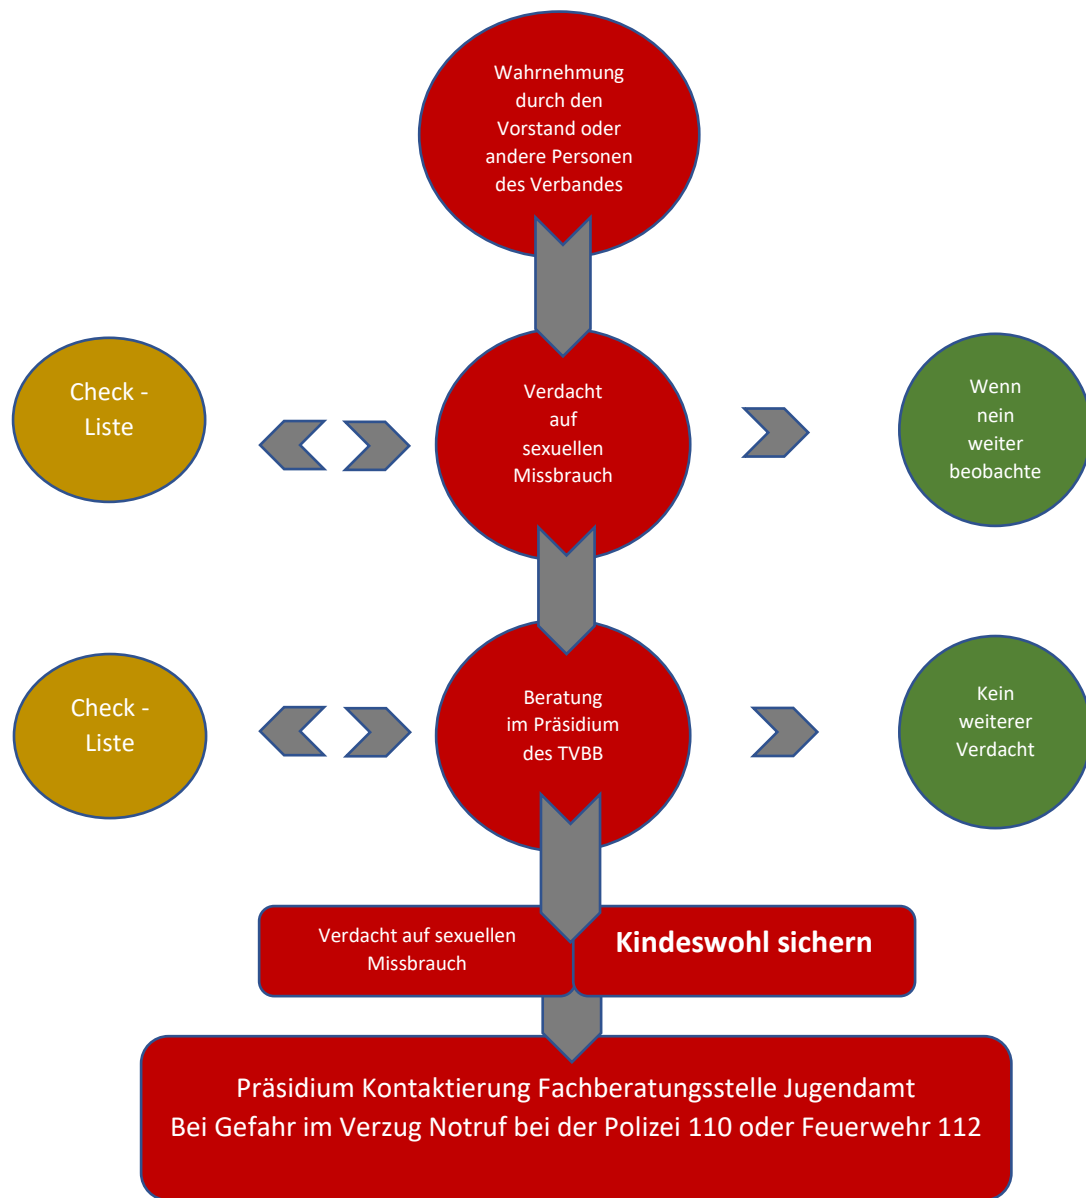 Wahrnehmung
durch den
Vorstand oder
andere Personen
des Verbandes
Check -
Liste
Verdacht
auf
sexuellen
Missbrauch
Wenn
nein
weiter
beobachte
Check -
Liste
Beratung
im Präsidium
des TVBB
Kein
weiterer
Verdacht
Verdacht auf sexuellen
Missbrauch
Kindeswohl sichern
Präsidium Kontaktierung Fachberatungsstelle Jugendamt
Bei Gefahr im Verzug Notruf bei der Polizei 110 oder Feuerwehr 112